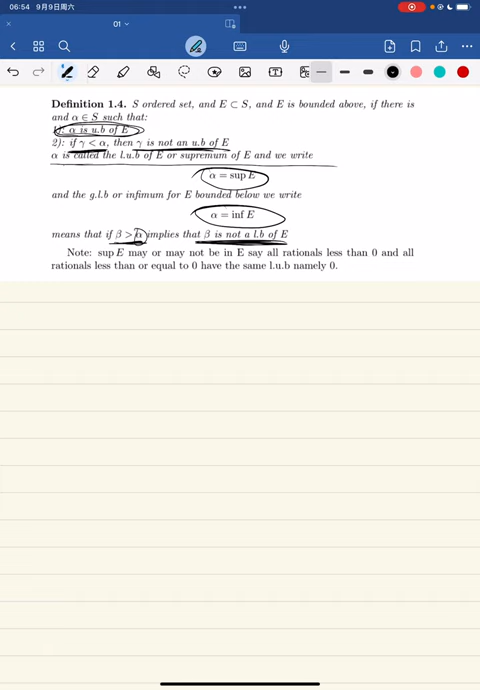 06:54 9月9日周六
01
Definition 1.4. S ordered set, and E ⊂ S, and E is bounded above, if there is
and α ∈ S such that:
1): α is u.b of E
2): if γ < α, then γ is not an u.b of E
α is called the l.u.b of E or supremum of E and we write
α = sup E
and the g.l.b or infimum for E bounded below we write
α = inf E
means that if β > α implies that β is not a l.b of E
Note: sup E may or may not be in E say all rationals less than 0 and all
rationals less than or equal to 0 have the same l.u.b namely 0.